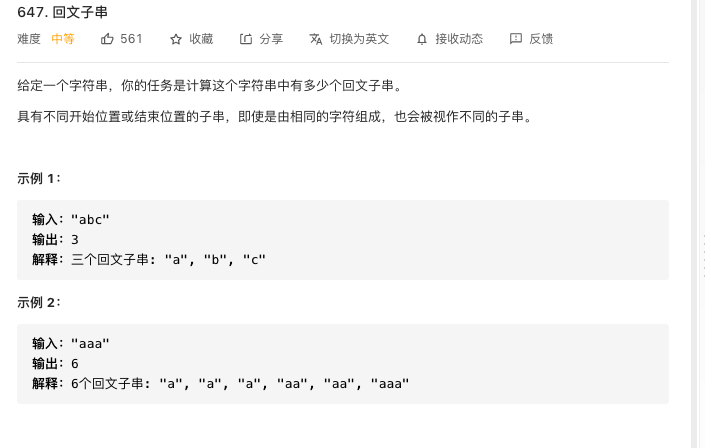 647. 回文子串
难度 中等 561 收藏 分享 切换为英文 接收动态 反馈
给定一个字符串，你的任务是计算这个字符串中有多少个回文子串。
具有不同开始位置或结束位置的子串，即使是由相同的字符组成，也会被视作不同的子串。
示例 1：
输入："abc"
输出：3
解释：三个回文子串: "a", "b", "c"
示例 2：
输入："aaa"
输出：6
解释：6个回文子串: "a", "a", "a", "aa", "aa", "aaa"